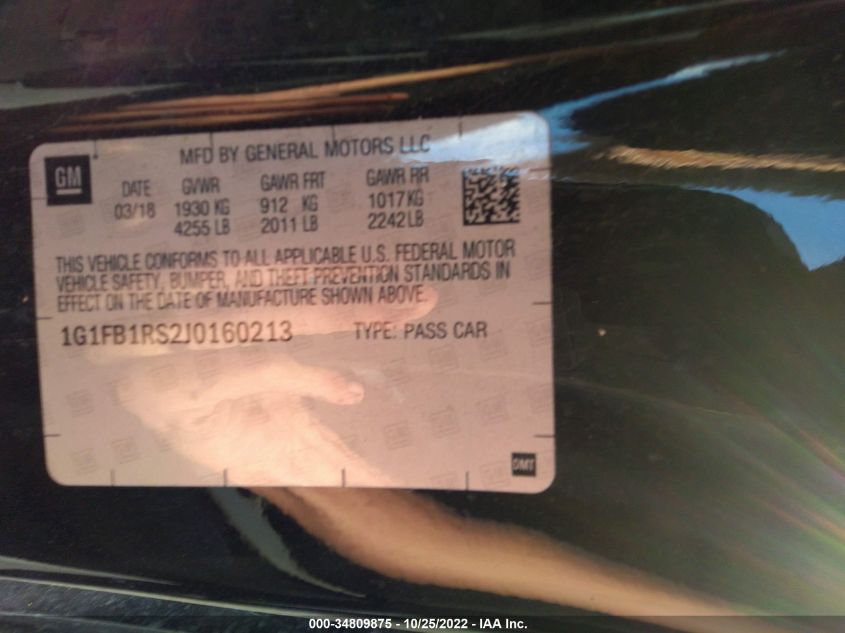 MFD BY GENERAL MOTORS LLC
GM
DATE GVWR GAWR FRT GAWR RR
03/18 1930 KG 912 KG 1017 KG
4255 LB 2011 LB 2242 LB
THIS VEHICLE CONFORMS TO ALL APPLICABLE U.S. FEDERAL MOTOR
VEHICLE SAFETY, BUMPER, AND THEFT PREVENTION STANDARDS IN
EFFECT ON THE DATE OF MANUFACTURE SHOWN ABOVE.
1G1FB1RS2J0160213 TYPE: PASS CAR
000-34809875 - 10/25/2022 - IAA Inc.